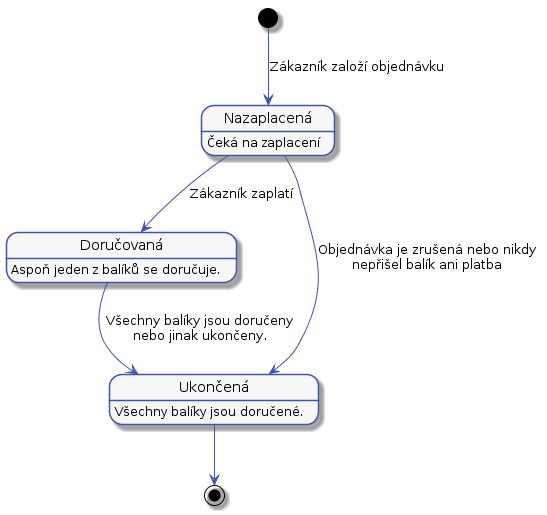 Zákazník založí objednávku
Nazaplacená
Čeká na zaplacení
Zákazník zaplatí
Doručovaná
Aspoň jeden z balíků se doručuje.
Objednávka je zrušená nebo nikdy
nepřišel balík ani platba
Všechny balíky jsou doručeny
nebo jinak ukončeny.
Ukončená
Všechny balíky jsou doručené.